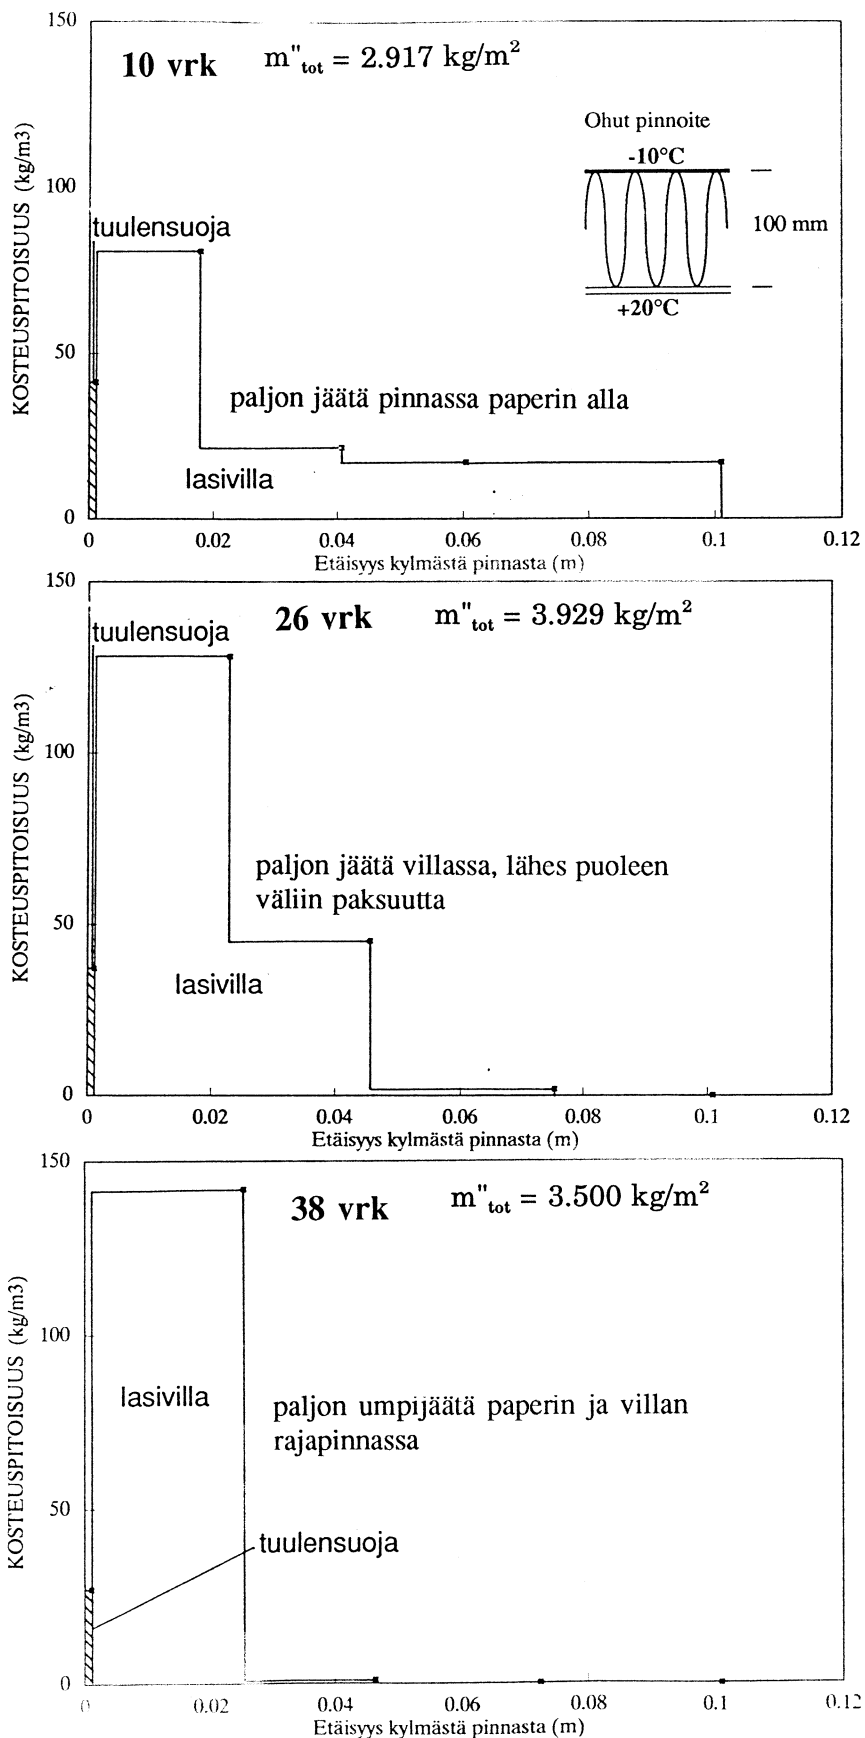 150
10 vrk
m"tot = 2.917 kg/m²
Ohut pinnoite
-10°C
100 mm
+20°C
100
tuulensuoja
50
paljon jäätä pinnassa paperin alla
lasivilla
0
KOSTEUSPITOISUUS (kg/m3)
0 0.02 0.04 0.06 0.08 0.1 0.12
Etäisyys kylmästä pinnasta (m)
150
26 vrk
m"tot = 3.929 kg/m²
tuulensuoja
100
paljon jäätä villassa, lähes puoleen
väliin paksuutta
50
lasivilla
0
KOSTEUSPITOISUUS (kg/m3)
0 0.02 0.04 0.06 0.08 0.1 0.12
Etäisyys kylmästä pinnasta (m)
150
38 vrk
m"tot = 3.500 kg/m²
100
lasivilla
paljon umpijäätä paperin ja villan
rajapinnassa
50
tuulensuoja
0
KOSTEUSPITOISUUS (kg/m3)
0 0.02 0.04 0.06 0.08 0.1 0.12
Etäisyys kylmästä pinnasta (m)